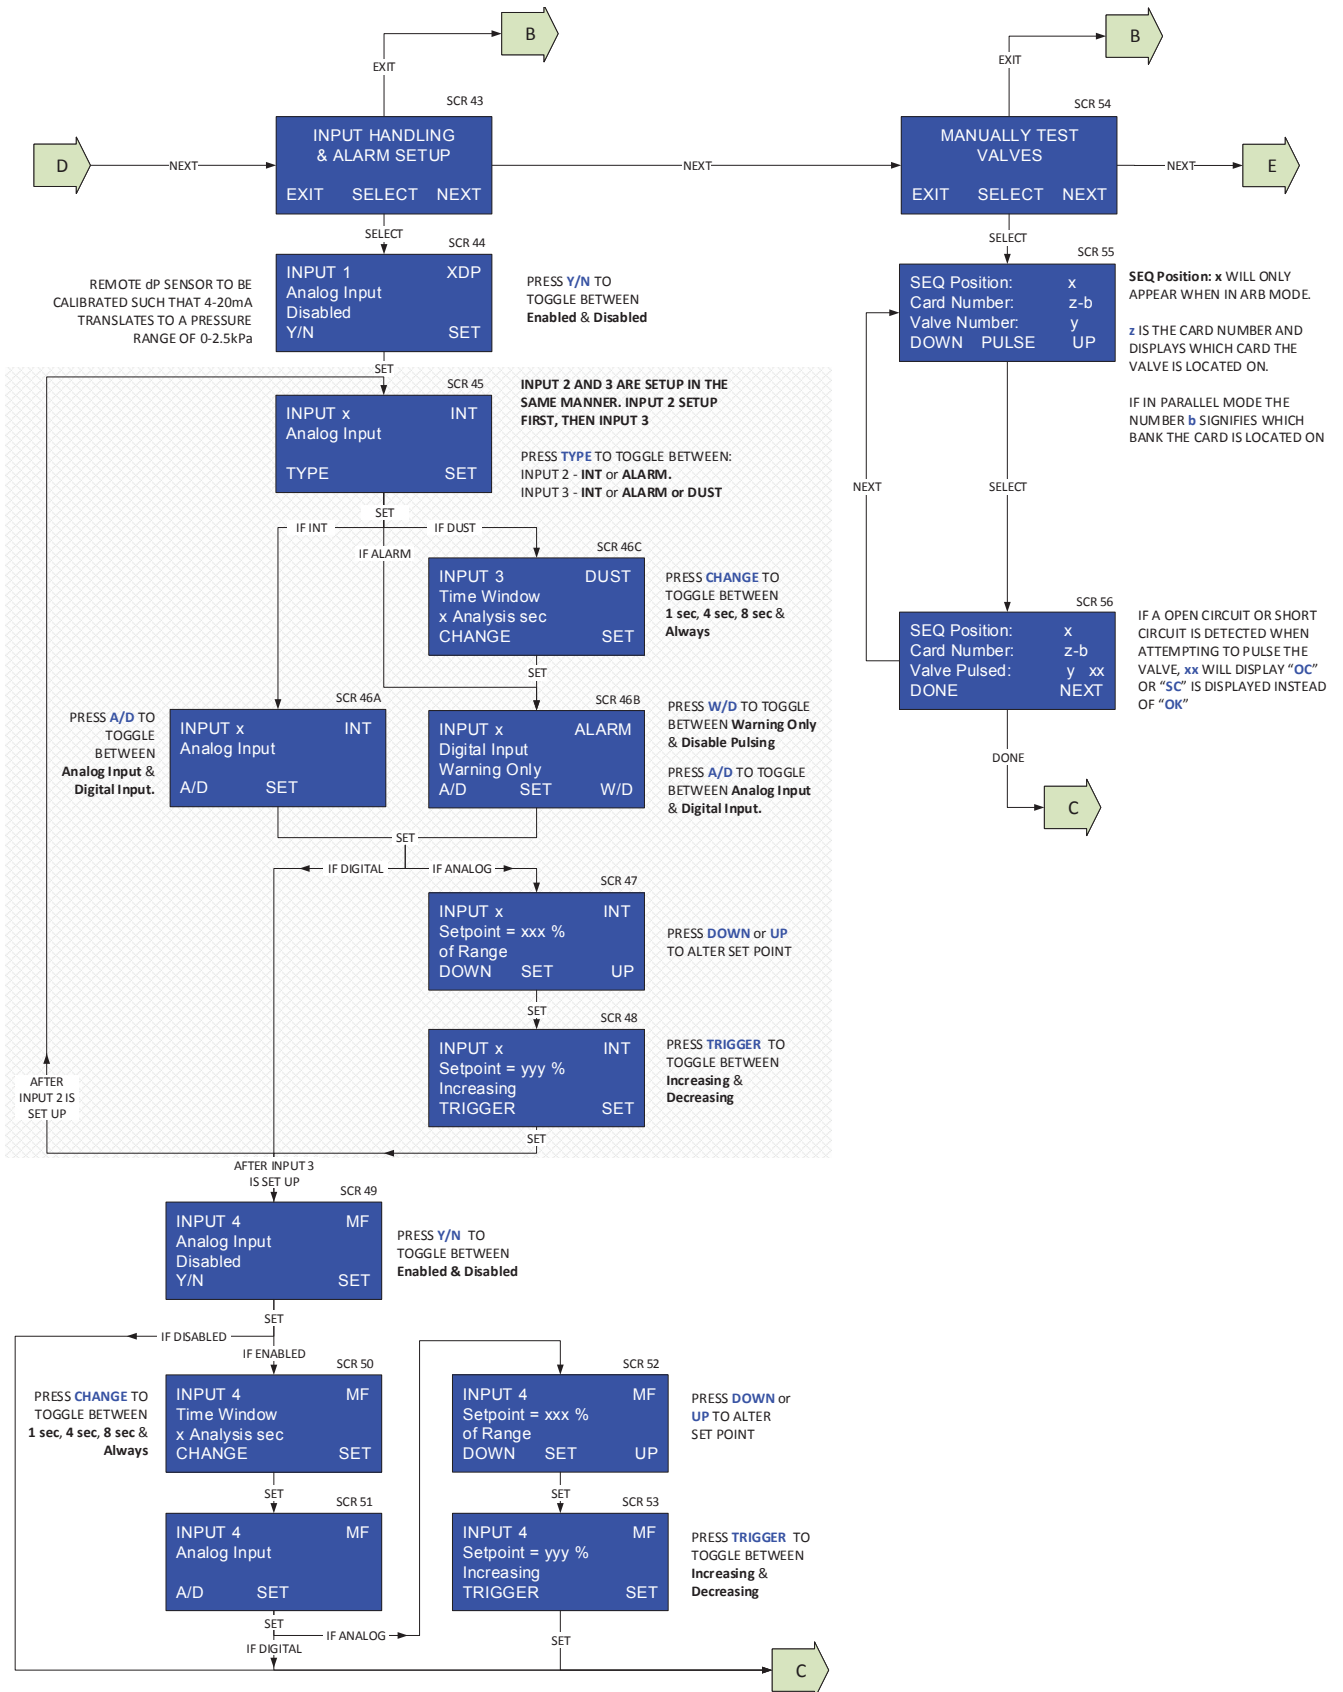 B
EXIT
SCR 43
INPUT HANDLING
& ALARM SETUP
EXIT SELECT NEXT
D
NEXT
NEXT
B
EXIT
SCR 54
MANUALLY TEST
VALVES
EXIT SELECT NEXT
NEXT
E
SELECT
SCR 44
INPUT 1 XDP
Analog Input
Disabled
Y/N SET
REMOTE dP SENSOR TO BE
CALIBRATED SUCH THAT 4-20mA
TRANSLATES TO A PRESSURE
RANGE OF 0-2.5kPa
PRESS Y/N TO
TOGGLE BETWEEN
Enabled & Disabled
SET
SCR 45
INPUT x INT
Analog Input
TYPE SET
INPUT 2 AND 3 ARE SETUP IN THE
SAME MANNER. INPUT 2 SETUP
FIRST, THEN INPUT 3
PRESS TYPE TO TOGGLE BETWEEN:
INPUT 2 - INT or ALARM.
INPUT 3 - INT or ALARM or DUST
SET
IF INT
IF DUST
IF ALARM
SCR 46C
INPUT 3 DUST
Time Window
x Analysis sec
CHANGE SET
PRESS CHANGE TO
TOGGLE BETWEEN
1 sec, 4 sec, 8 sec &
Always
SET
SCR 46A
INPUT x INT
Analog Input
A/D SET
PRESS A/D TO
TOGGLE
BETWEEN
Analog Input &
Digital Input.
SCR 46B
INPUT x ALARM
Digital Input
Warning Only
A/D SET W/D
PRESS W/D TO TOGGLE
BETWEEN Warning Only
& Disable Pulsing
PRESS A/D TO TOGGLE
BETWEEN Analog Input
& Digital Input.
SET
IF DIGITAL
IF ANALOG
SCR 47
INPUT x INT
Setpoint = xxx %
of Range
DOWN SET UP
PRESS DOWN or UP
TO ALTER SET POINT
SET
SCR 48
INPUT x INT
Setpoint = yyy %
Increasing
TRIGGER SET
PRESS TRIGGER TO
TOGGLE BETWEEN
Increasing &
Decreasing
SET
AFTER
INPUT 2 IS
SET UP
AFTER INPUT 3
IS SET UP
SCR 49
INPUT 4 MF
Analog Input
Disabled
Y/N SET
PRESS Y/N TO
TOGGLE BETWEEN
Enabled & Disabled
SET
IF DISABLED
IF ENABLED
SCR 50
INPUT 4 MF
Time Window
x Analysis sec
CHANGE SET
PRESS CHANGE TO
TOGGLE BETWEEN
1 sec, 4 sec, 8 sec &
Always
SET
SCR 51
INPUT 4 MF
Analog Input
A/D SET
SET
IF ANALOG
IF DIGITAL
SCR 52
INPUT 4 MF
Setpoint = xxx %
of Range
DOWN SET UP
PRESS DOWN or
UP TO ALTER
SET POINT
SET
SCR 53
INPUT 4 MF
Setpoint = yyy %
Increasing
TRIGGER SET
PRESS TRIGGER TO
TOGGLE BETWEEN
Increasing &
Decreasing
SET
C
SELECT
SCR 55
SEQ Position: x
Card Number: z-b
Valve Number: y
DOWN PULSE UP
SEQ Position: x WILL ONLY
APPEAR WHEN IN ARB MODE.
z IS THE CARD NUMBER AND
DISPLAYS WHICH CARD THE
VALVE IS LOCATED ON.
IF IN PARALLEL MODE THE
NUMBER b SIGNIFIES WHICH
BANK THE CARD IS LOCATED ON
NEXT
SELECT
SCR 56
SEQ Position: x
Card Number: z-b
Valve Pulsed: y xx
DONE NEXT
IF A OPEN CIRCUIT OR SHORT
CIRCUIT IS DETECTED WHEN
ATTEMPTING TO PULSE THE
VALVE, xx WILL DISPLAY “OC”
OR “SC” IS DISPLAYED INSTEAD
OF “OK”
DONE
C